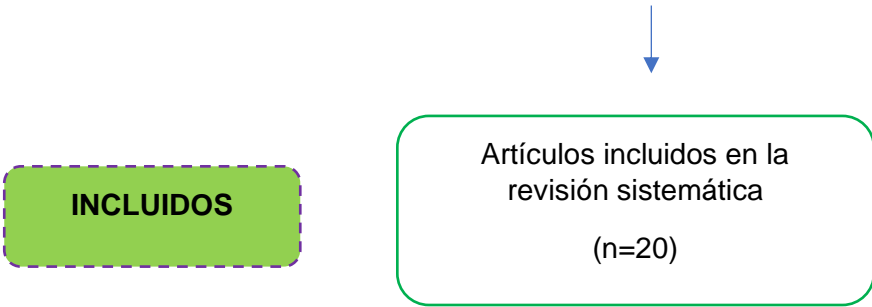 INCLUIDOS
Artículos incluidos en la
revisión sistemática
(n=20)